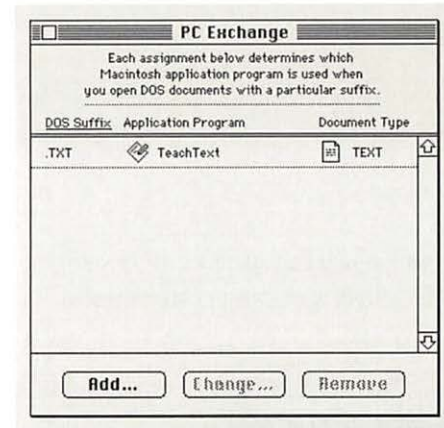 PC Exchange
Each assignment below determines which
Macintosh application program is used when
you open DOS documents with a particular suffix.
DOS Suffix Application Program Document Type
.TXT TeachText TEXT
Add... Change... Remove